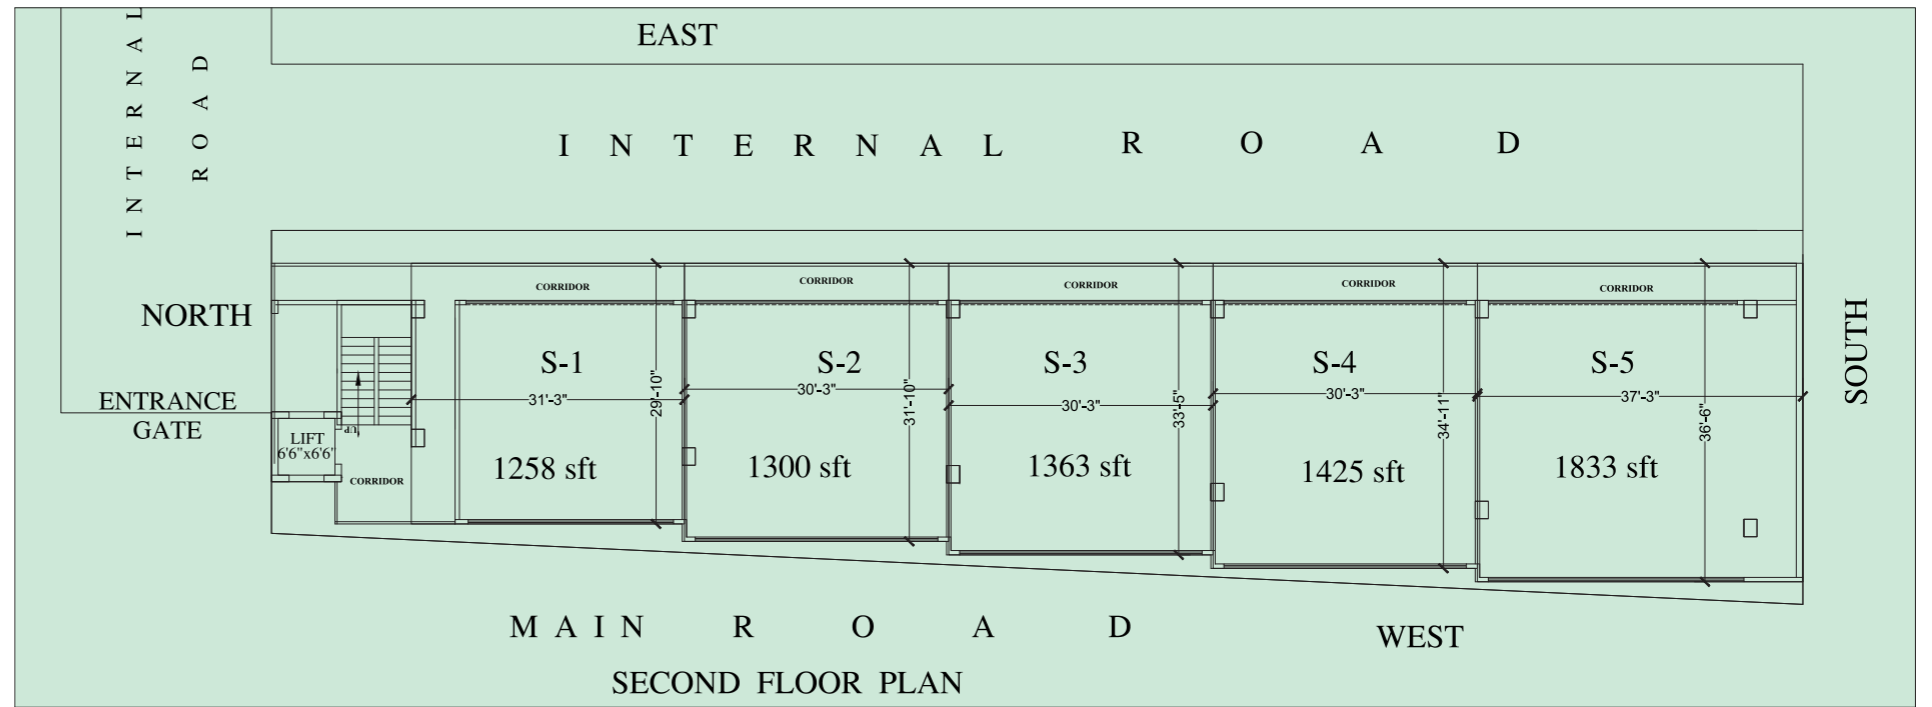 EAST
INTERNAL
ROAD
INTERNAL ROAD
NORTH
SOUTH
ENTRANCE
GATE
LIFT
6'6"x6'6"
UP
CORRIDOR
CORRIDOR
CORRIDOR
CORRIDOR
CORRIDOR
CORRIDOR
S-1
31'-3"
29'-10"
1258 sft
S-2
30'-3"
31'-10"
1300 sft
S-3
30'-3"
33'-5"
1363 sft
S-4
30'-3"
34'-11"
1425 sft
S-5
37'-3"
36'-6"
1833 sft
MAIN ROAD
WEST
SECOND FLOOR PLAN